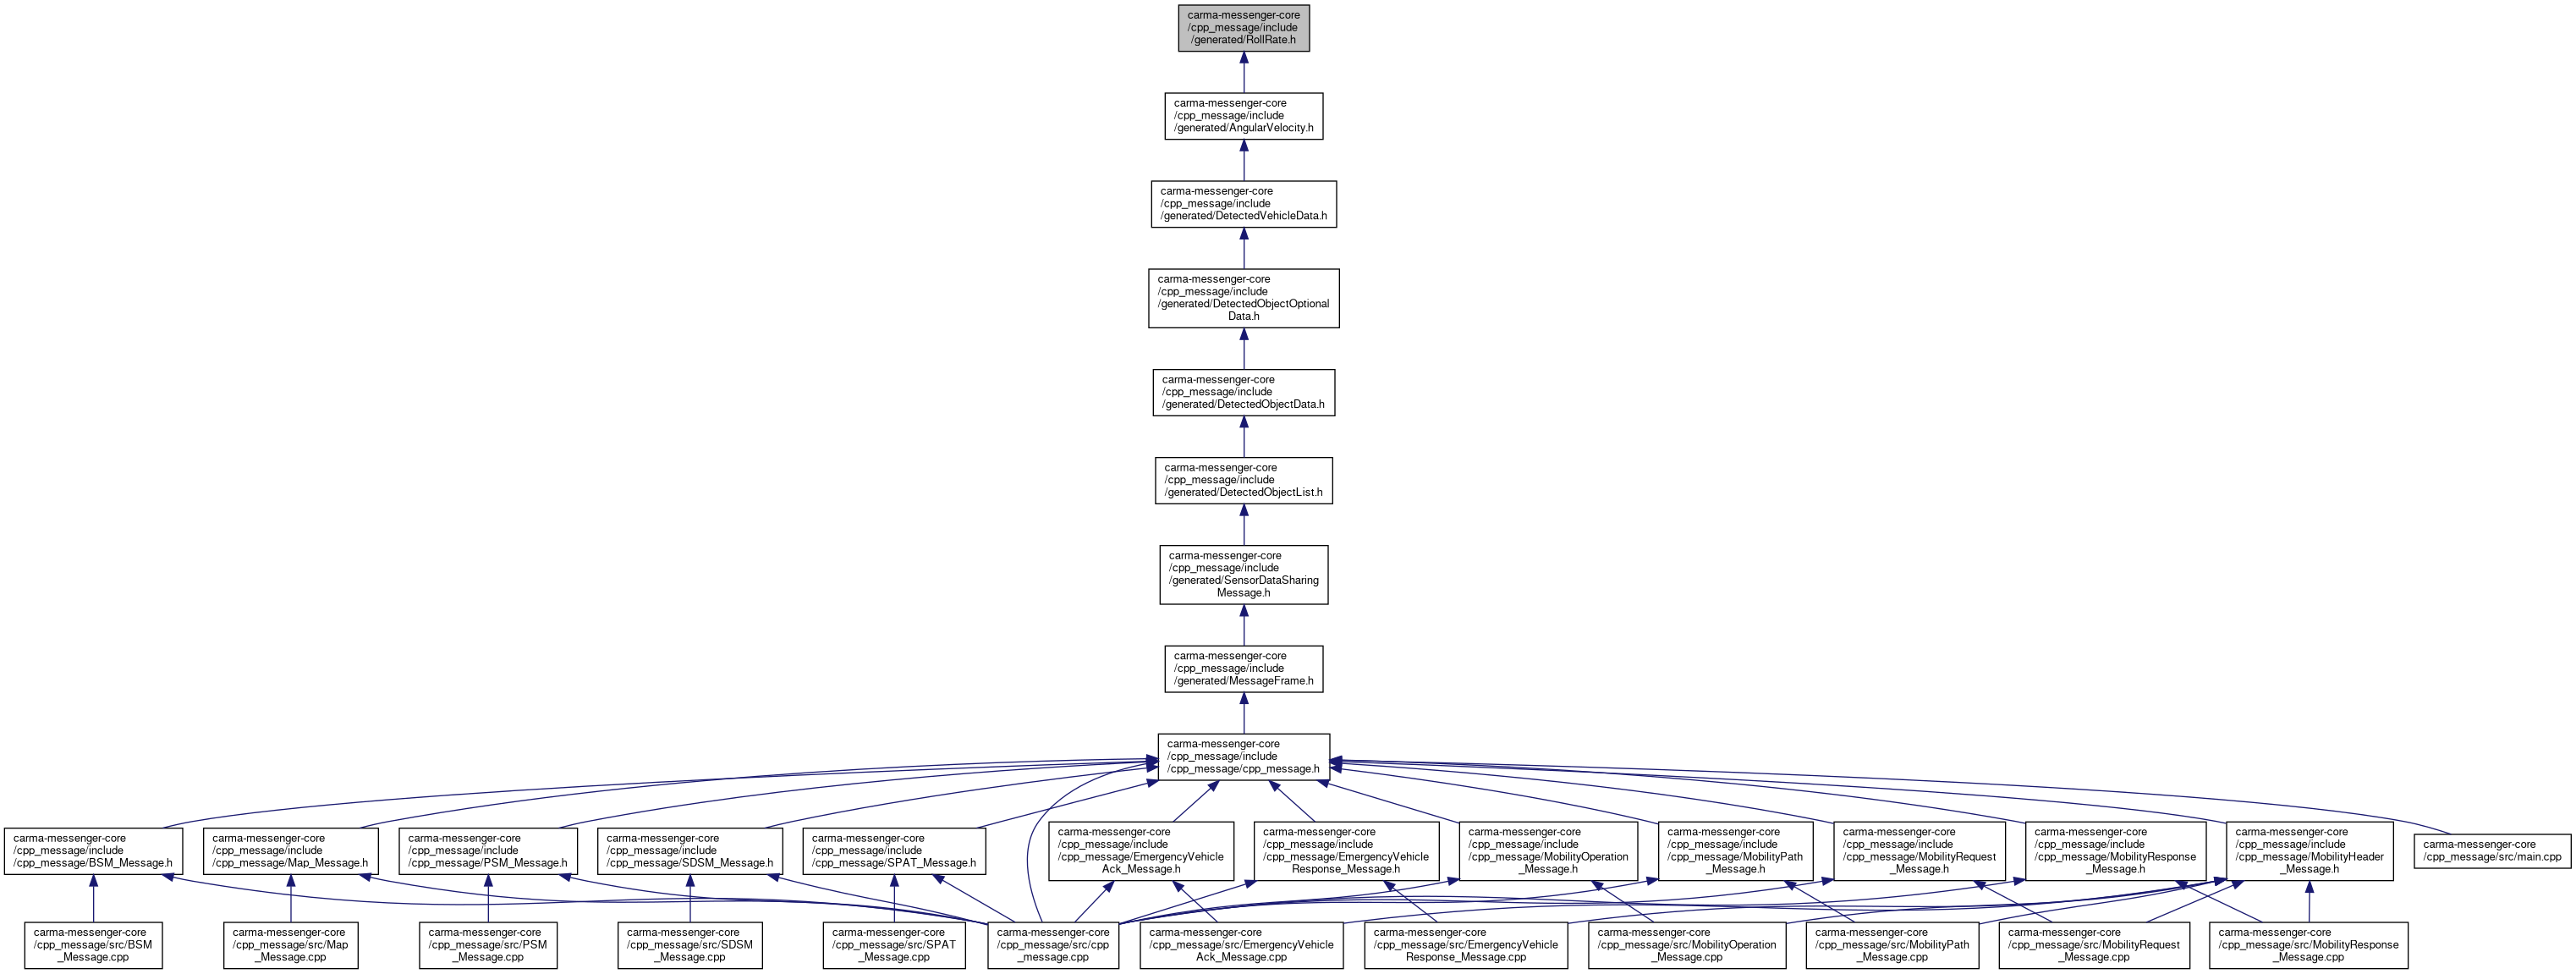 carma-messenger-core
/cpp_message/include
/generated/RollRate.h
carma-messenger-core
/cpp_message/include
/generated/AngularVelocity.h
carma-messenger-core
/cpp_message/include
/generated/DetectedVehicleData.h
carma-messenger-core
/cpp_message/include
/generated/DetectedObjectOptional
Data.h
carma-messenger-core
/cpp_message/include
/generated/DetectedObjectData.h
carma-messenger-core
/cpp_message/include
/generated/DetectedObjectList.h
carma-messenger-core
/cpp_message/include
/generated/SensorDataSharing
Message.h
carma-messenger-core
/cpp_message/include
/generated/MessageFrame.h
carma-messenger-core
/cpp_message/include
/cpp_message/cpp_message.h
carma-messenger-core
/cpp_message/include
/cpp_message/BSM_Message.h
carma-messenger-core
/cpp_message/include
/cpp_message/Map_Message.h
carma-messenger-core
/cpp_message/include
/cpp_message/PSM_Message.h
carma-messenger-core
/cpp_message/include
/cpp_message/SDSM_Message.h
carma-messenger-core
/cpp_message/include
/cpp_message/SPAT_Message.h
carma-messenger-core
/cpp_message/include
/cpp_message/EmergencyVehicle
Ack_Message.h
carma-messenger-core
/cpp_message/include
/cpp_message/EmergencyVehicle
Response_Message.h
carma-messenger-core
/cpp_message/include
/cpp_message/MobilityOperation
_Message.h
carma-messenger-core
/cpp_message/include
/cpp_message/MobilityPath
_Message.h
carma-messenger-core
/cpp_message/include
/cpp_message/MobilityRequest
_Message.h
carma-messenger-core
/cpp_message/include
/cpp_message/MobilityResponse
_Message.h
carma-messenger-core
/cpp_message/include
/cpp_message/MobilityHeader
_Message.h
carma-messenger-core
/cpp_message/src/main.cpp
carma-messenger-core
/cpp_message/src/BSM
_Message.cpp
carma-messenger-core
/cpp_message/src/Map
_Message.cpp
carma-messenger-core
/cpp_message/src/PSM
_Message.cpp
carma-messenger-core
/cpp_message/src/SDSM
_Message.cpp
carma-messenger-core
/cpp_message/src/SPAT
_Message.cpp
carma-messenger-core
/cpp_message/src/cpp
_message.cpp
carma-messenger-core
/cpp_message/src/EmergencyVehicle
Ack_Message.cpp
carma-messenger-core
/cpp_message/src/EmergencyVehicle
Response_Message.cpp
carma-messenger-core
/cpp_message/src/MobilityOperation
_Message.cpp
carma-messenger-core
/cpp_message/src/MobilityPath
_Message.cpp
carma-messenger-core
/cpp_message/src/MobilityRequest
_Message.cpp
carma-messenger-core
/cpp_message/src/MobilityResponse
_Message.cpp